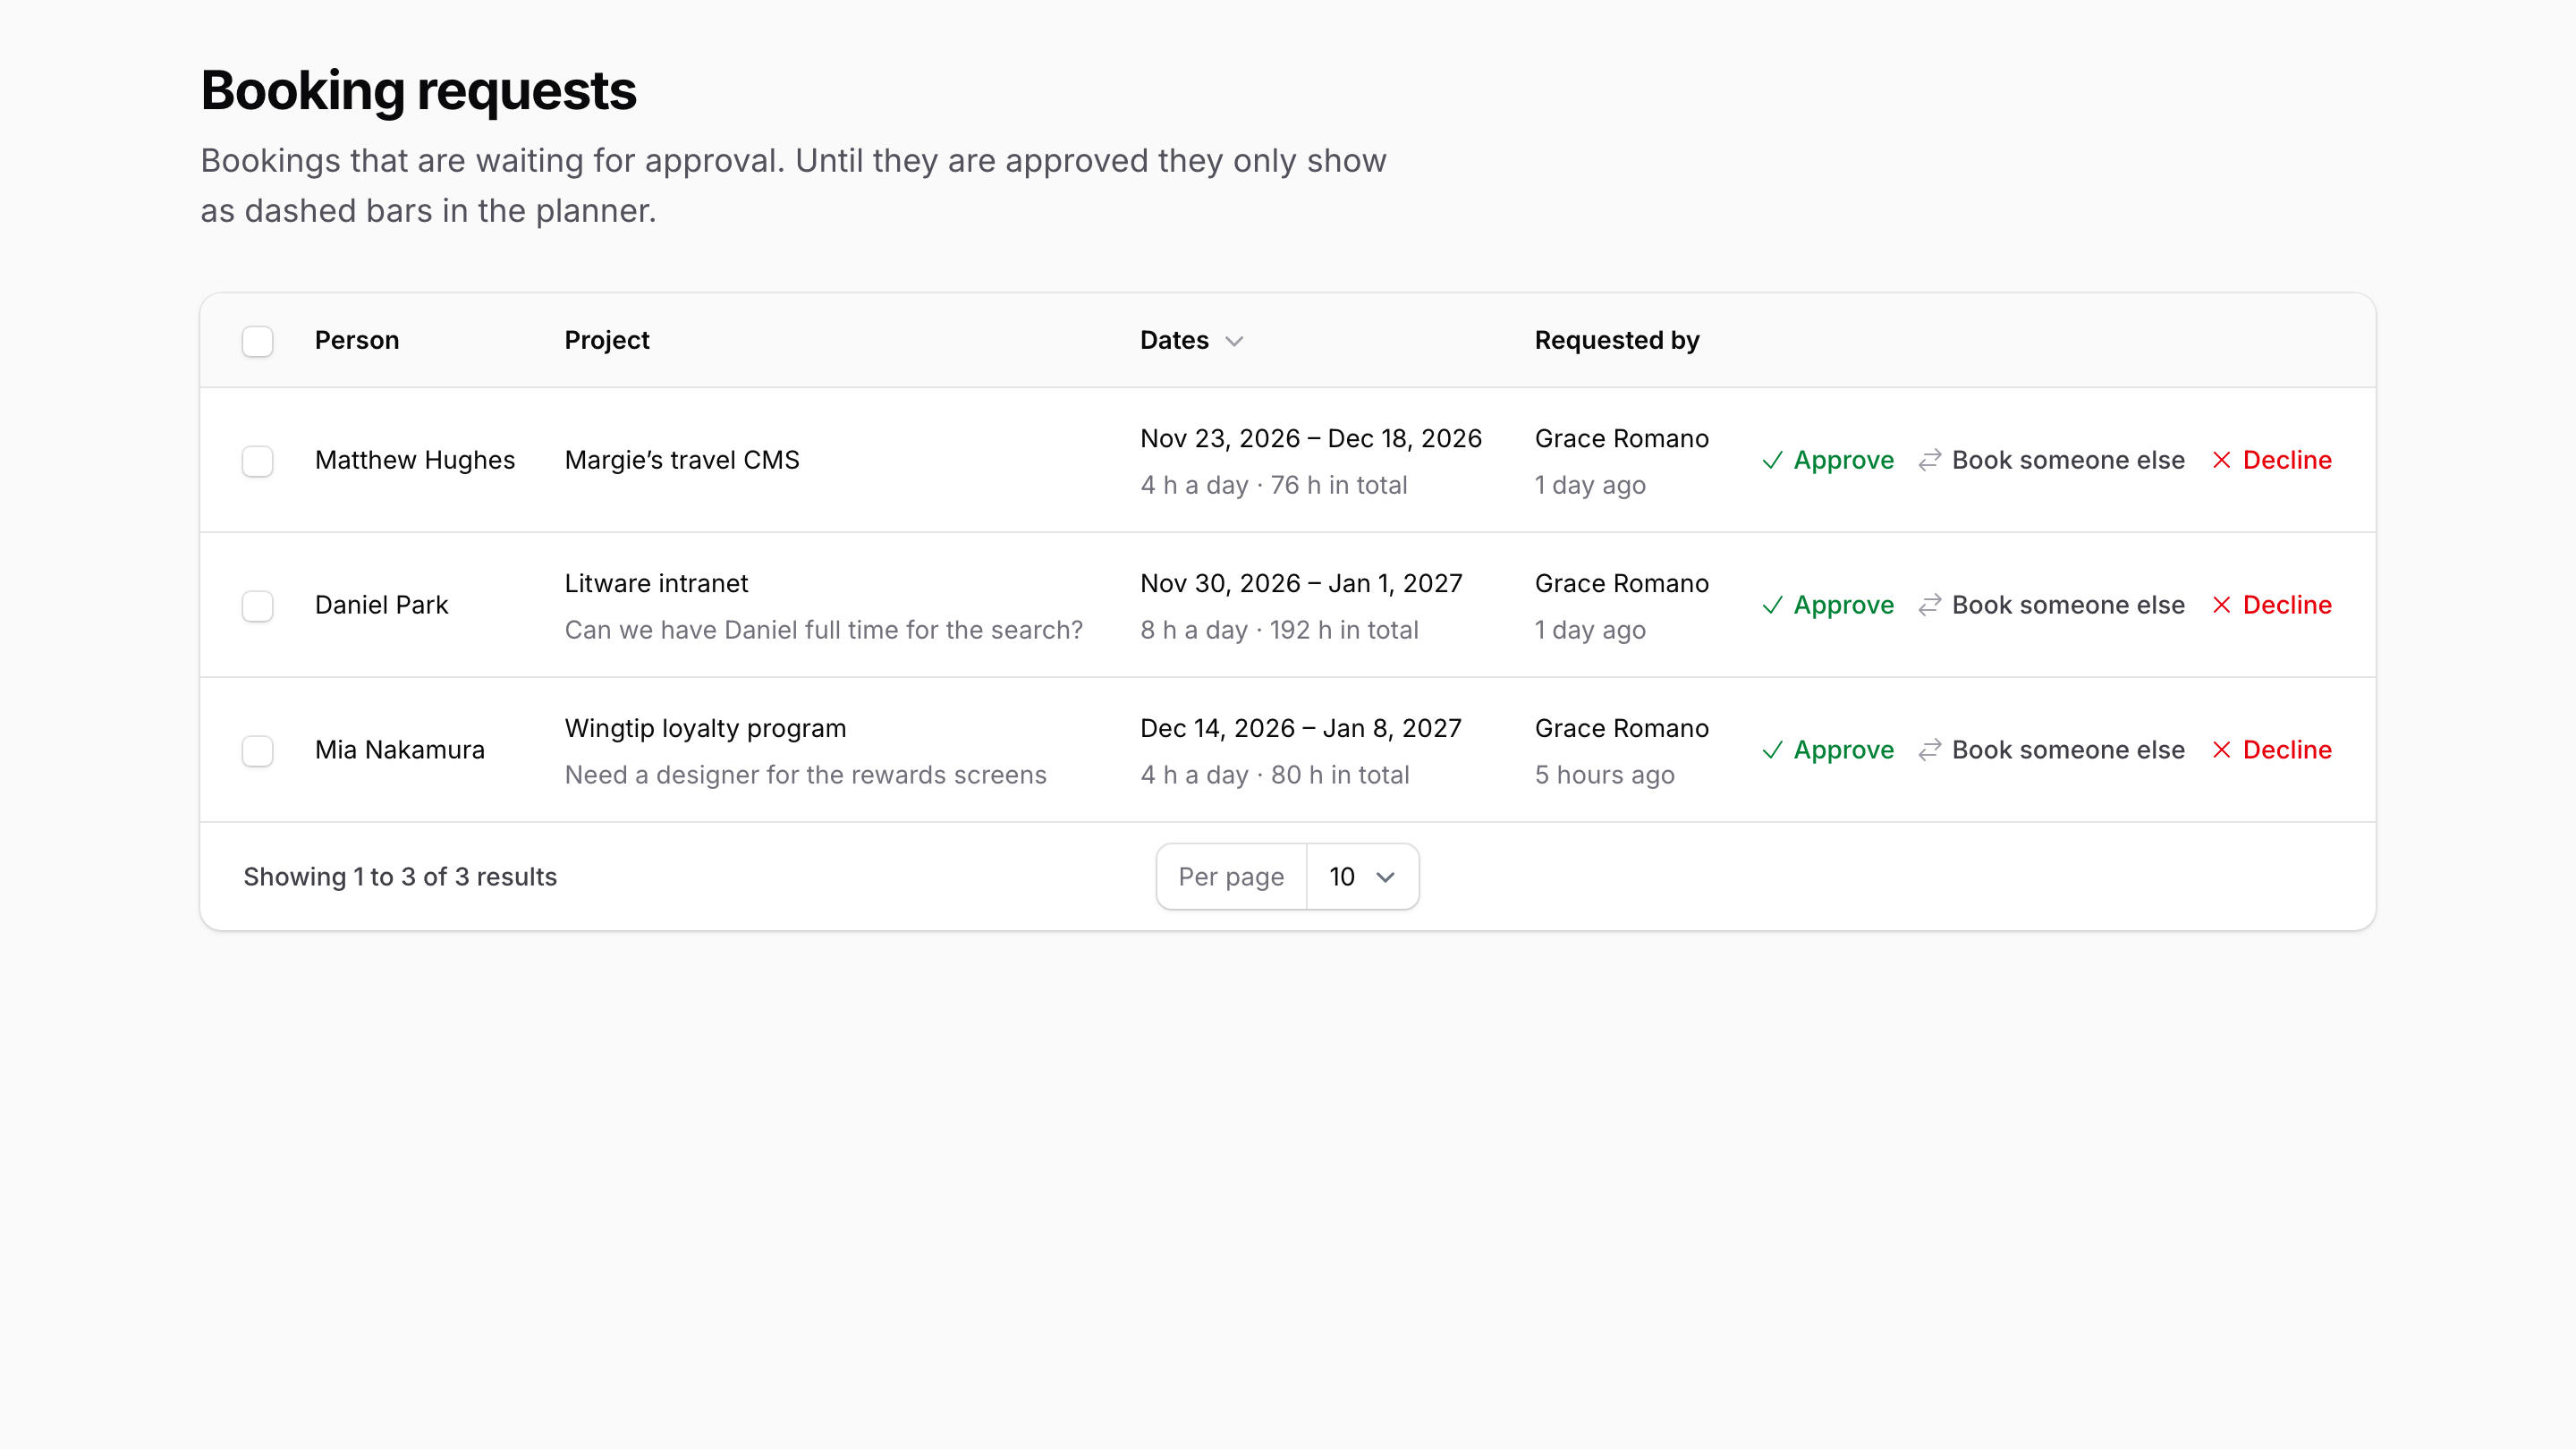 Booking requests
Bookings that are waiting for approval. Until they are approved they only show
as dashed bars in the planner.
Person Project Dates Requested by
Matthew Hughes Margie’s travel CMS Nov 23, 2026 – Dec 18, 2026 Grace Romano Approve Book someone else Decline
4 h a day · 76 h in total 1 day ago
Daniel Park Litware intranet Nov 30, 2026 – Jan 1, 2027 Grace Romano Approve Book someone else Decline
Can we have Daniel full time for the search? 8 h a day · 192 h in total 1 day ago
Mia Nakamura Wingtip loyalty program Dec 14, 2026 – Jan 8, 2027 Grace Romano Approve Book someone else Decline
Need a designer for the rewards screens 4 h a day · 80 h in total 5 hours ago
Showing 1 to 3 of 3 results Per page 10